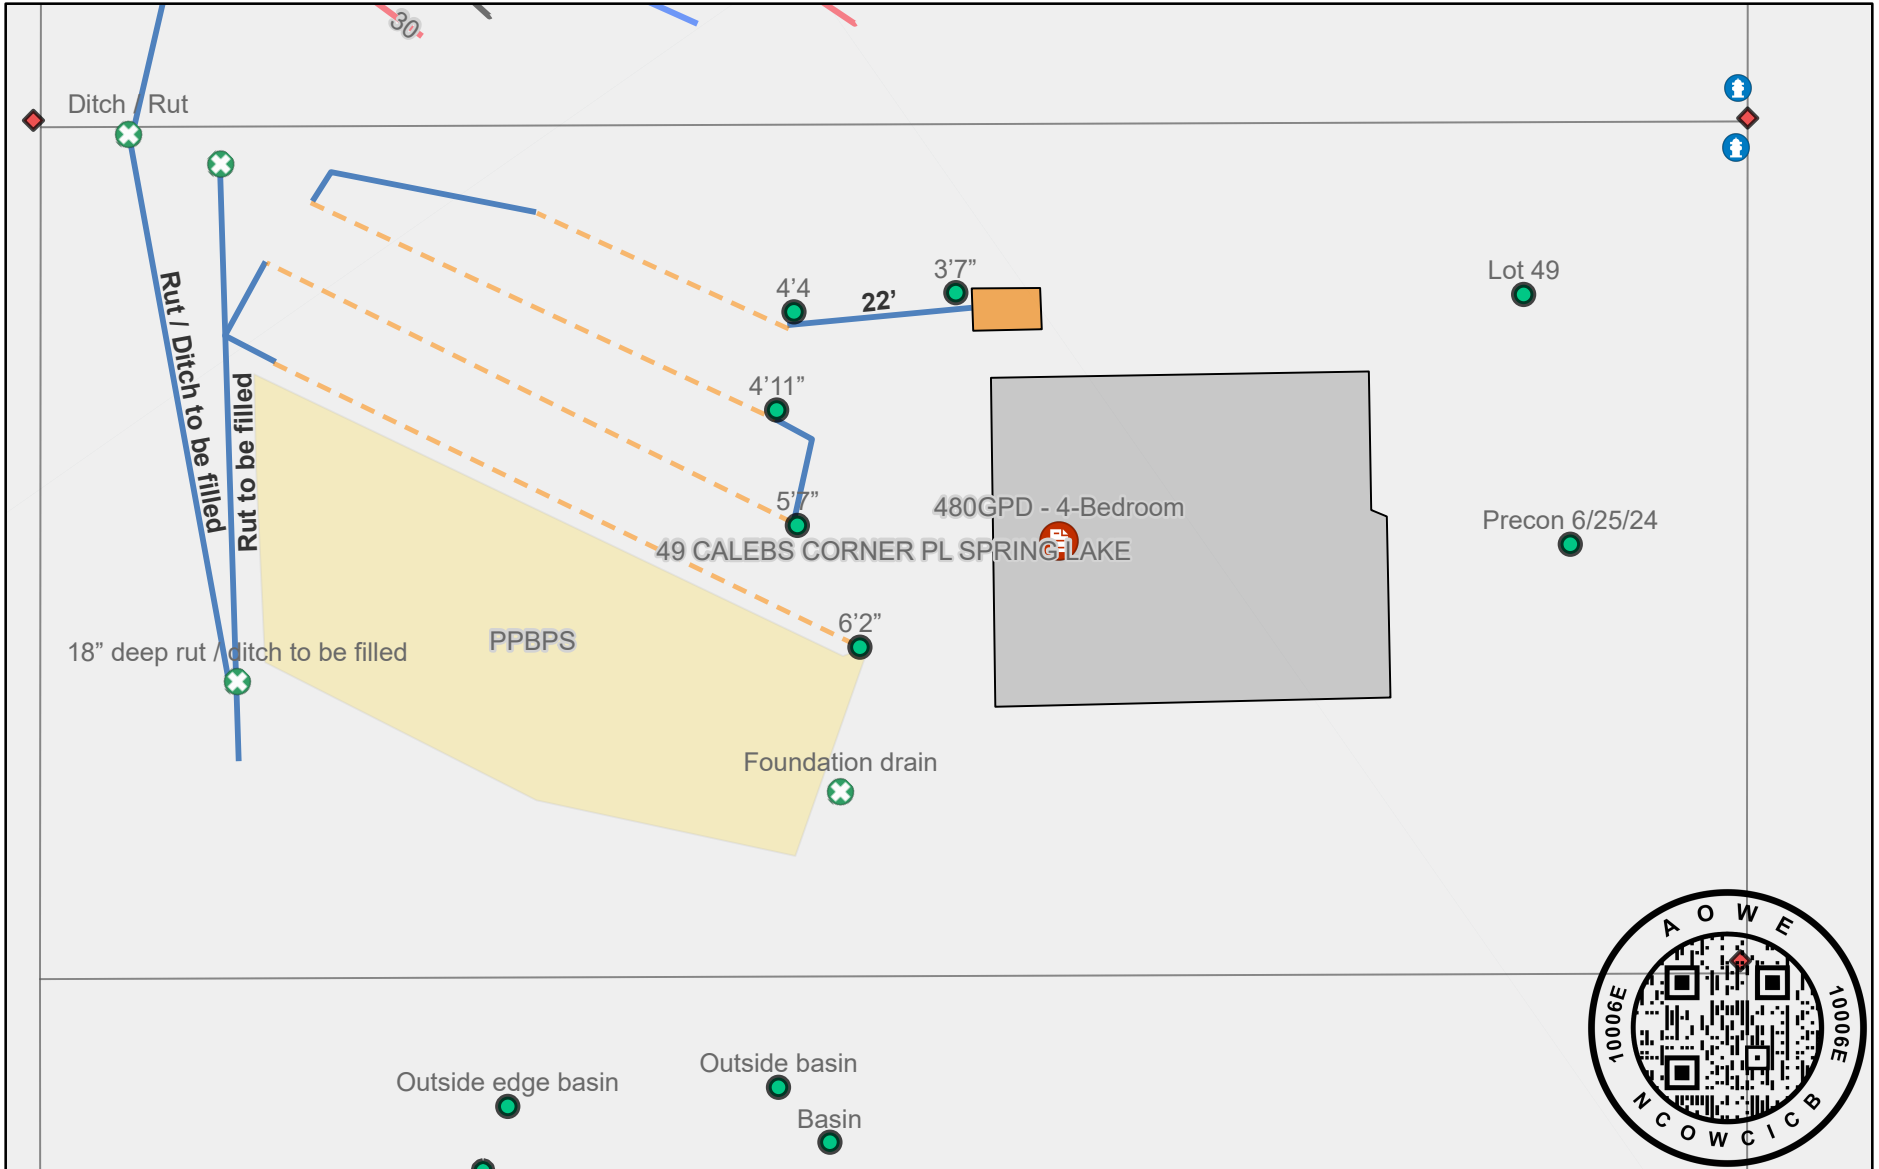 30.
Ditch / Rut
3’7”
4’4
22’
Lot 49
Rut / Ditch to be filled
Rut to be filled
4’11”
5’7”
480GPD - 4-Bedroom
Precon 6/25/24
49 CALEBS CORNER PL SPRING LAKE
6’2”
PPBPS
18” deep rut / ditch to be filled
Foundation drain
AOWE
10006E
10006E
NCOWCICB
Outside basin
Outside edge basin
Basin